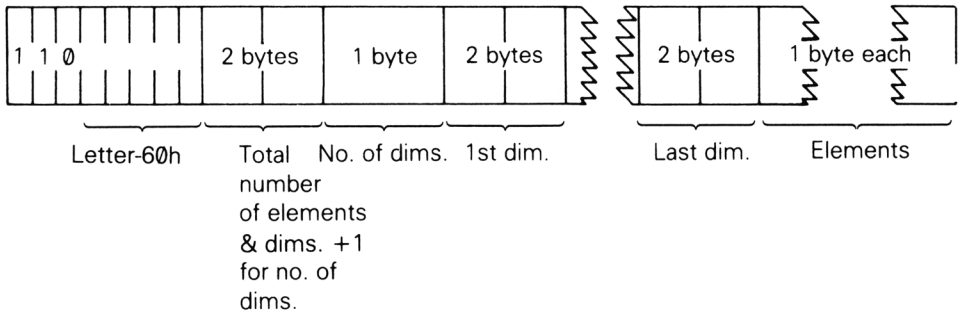 1 1 0 2 bytes 1 byte 2 bytes 2 bytes 1 byte each
Letter-60h Total No. of dims. 1st dim. Last dim. Elements
number
of elements
& dims. +1
for no. of
dims.